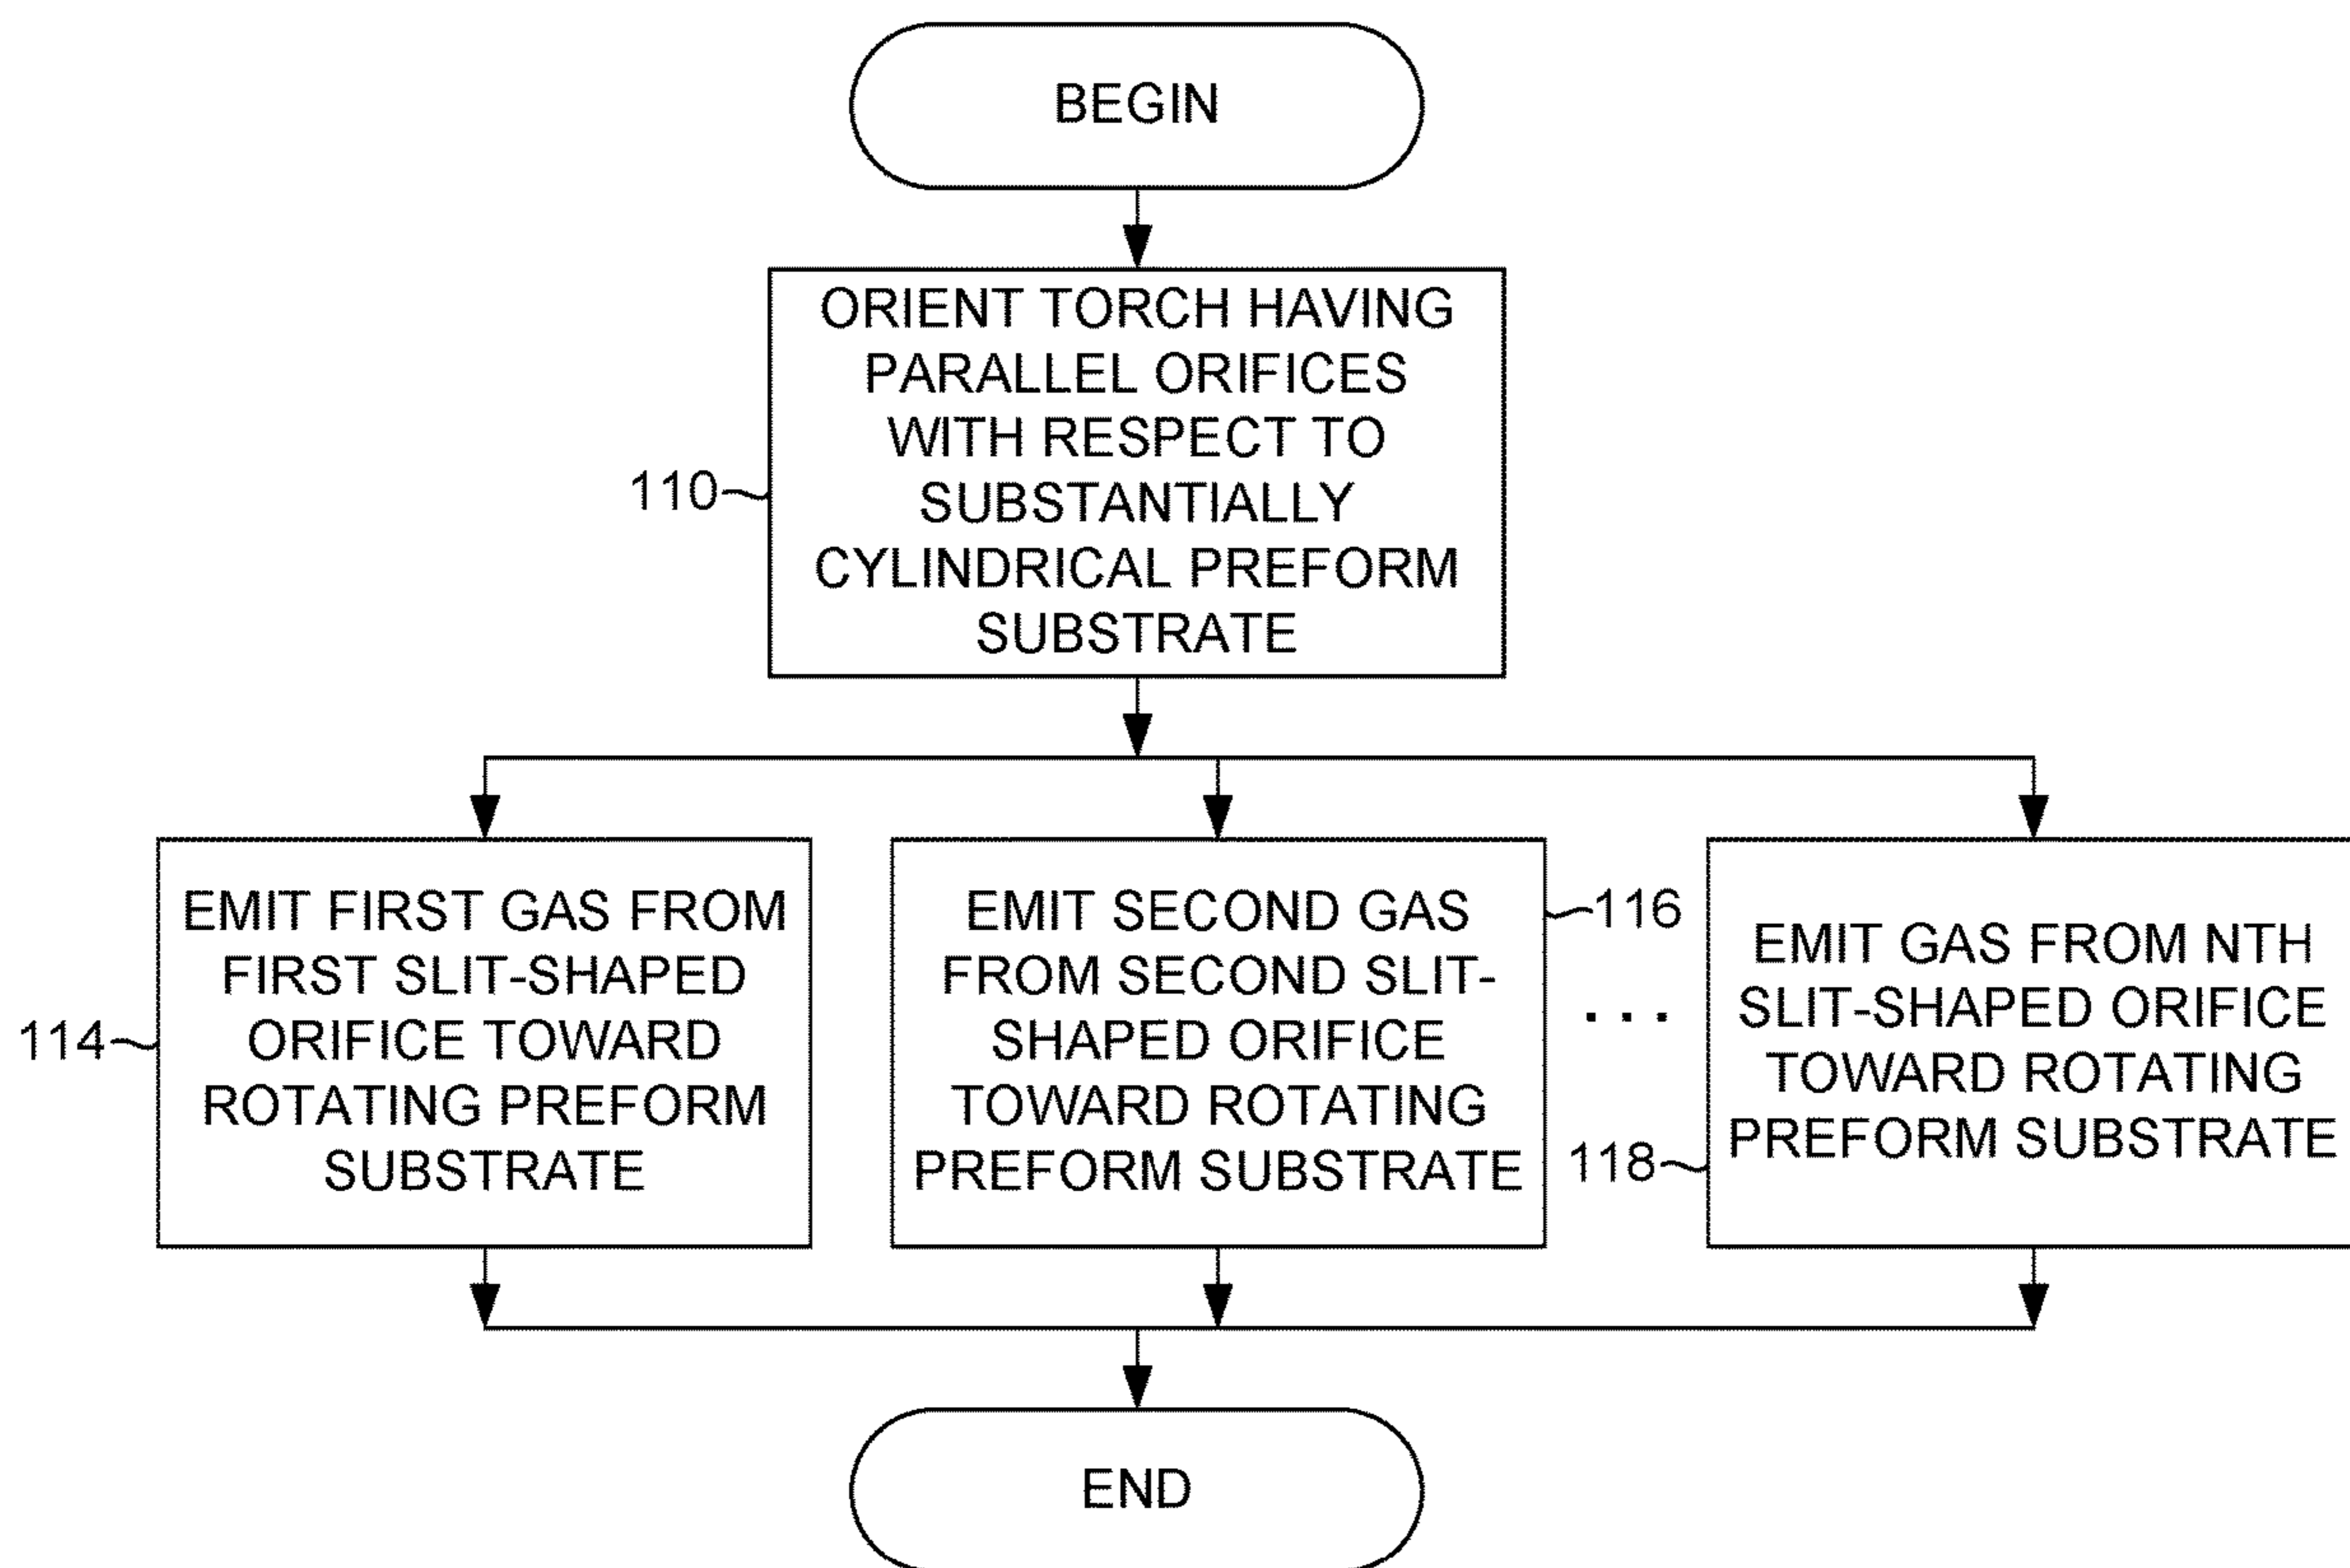 BEGIN
ORIENT TORCH HAVING
PARALLEL ORIFICES
WITH RESPECT TO
SUBSTANTIALLY
CYLINDRICAL PREFORM
SUBSTRATE
110
EMIT FIRST GAS FROM
FIRST SLIT-SHAPED
ORIFICE TOWARD
ROTATING PREFORM
SUBSTRATE
114
EMIT SECOND GAS
FROM SECOND SLIT-
SHAPED ORIFICE
TOWARD ROTATING
PREFORM SUBSTRATE
116
. . .
EMIT GAS FROM NTH
SLIT-SHAPED ORIFICE
TOWARD ROTATING
PREFORM SUBSTRATE
118
END